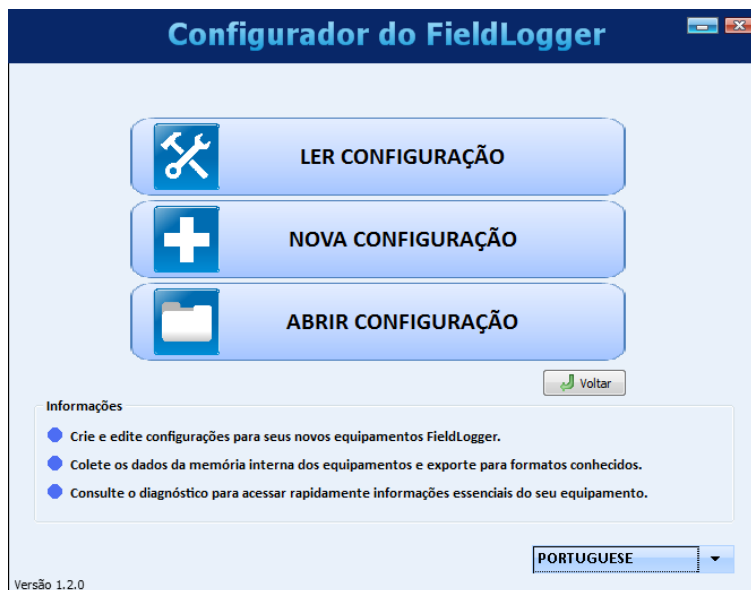 Configurador do FieldLogger
LER CONFIGURAÇÃO
NOVA CONFIGURAÇÃO
ABRIR CONFIGURAÇÃO
Voltar
Informações
Crie e edite configurações para seus novos equipamentos FieldLogger.
Colete os dados da memória interna dos equipamentos e exporte para formatos conhecidos.
Consulte o diagnóstico para acessar rapidamente informações essenciais do seu equipamento.
PORTUGUESE
Versão 1.2.0